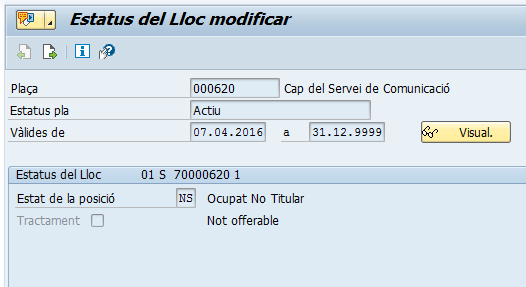 Estatus del Lloc modificar
Plaça 000620 Cap del Servei de Comunicació
Estatus pla Actiu
Vàlides de 07.04.2016 a 31.12.9999 Visual.
Estatus del Lloc 01 S 70000620 1
Estat de la posició NS Ocupat No Titular
Tractament Not offerable